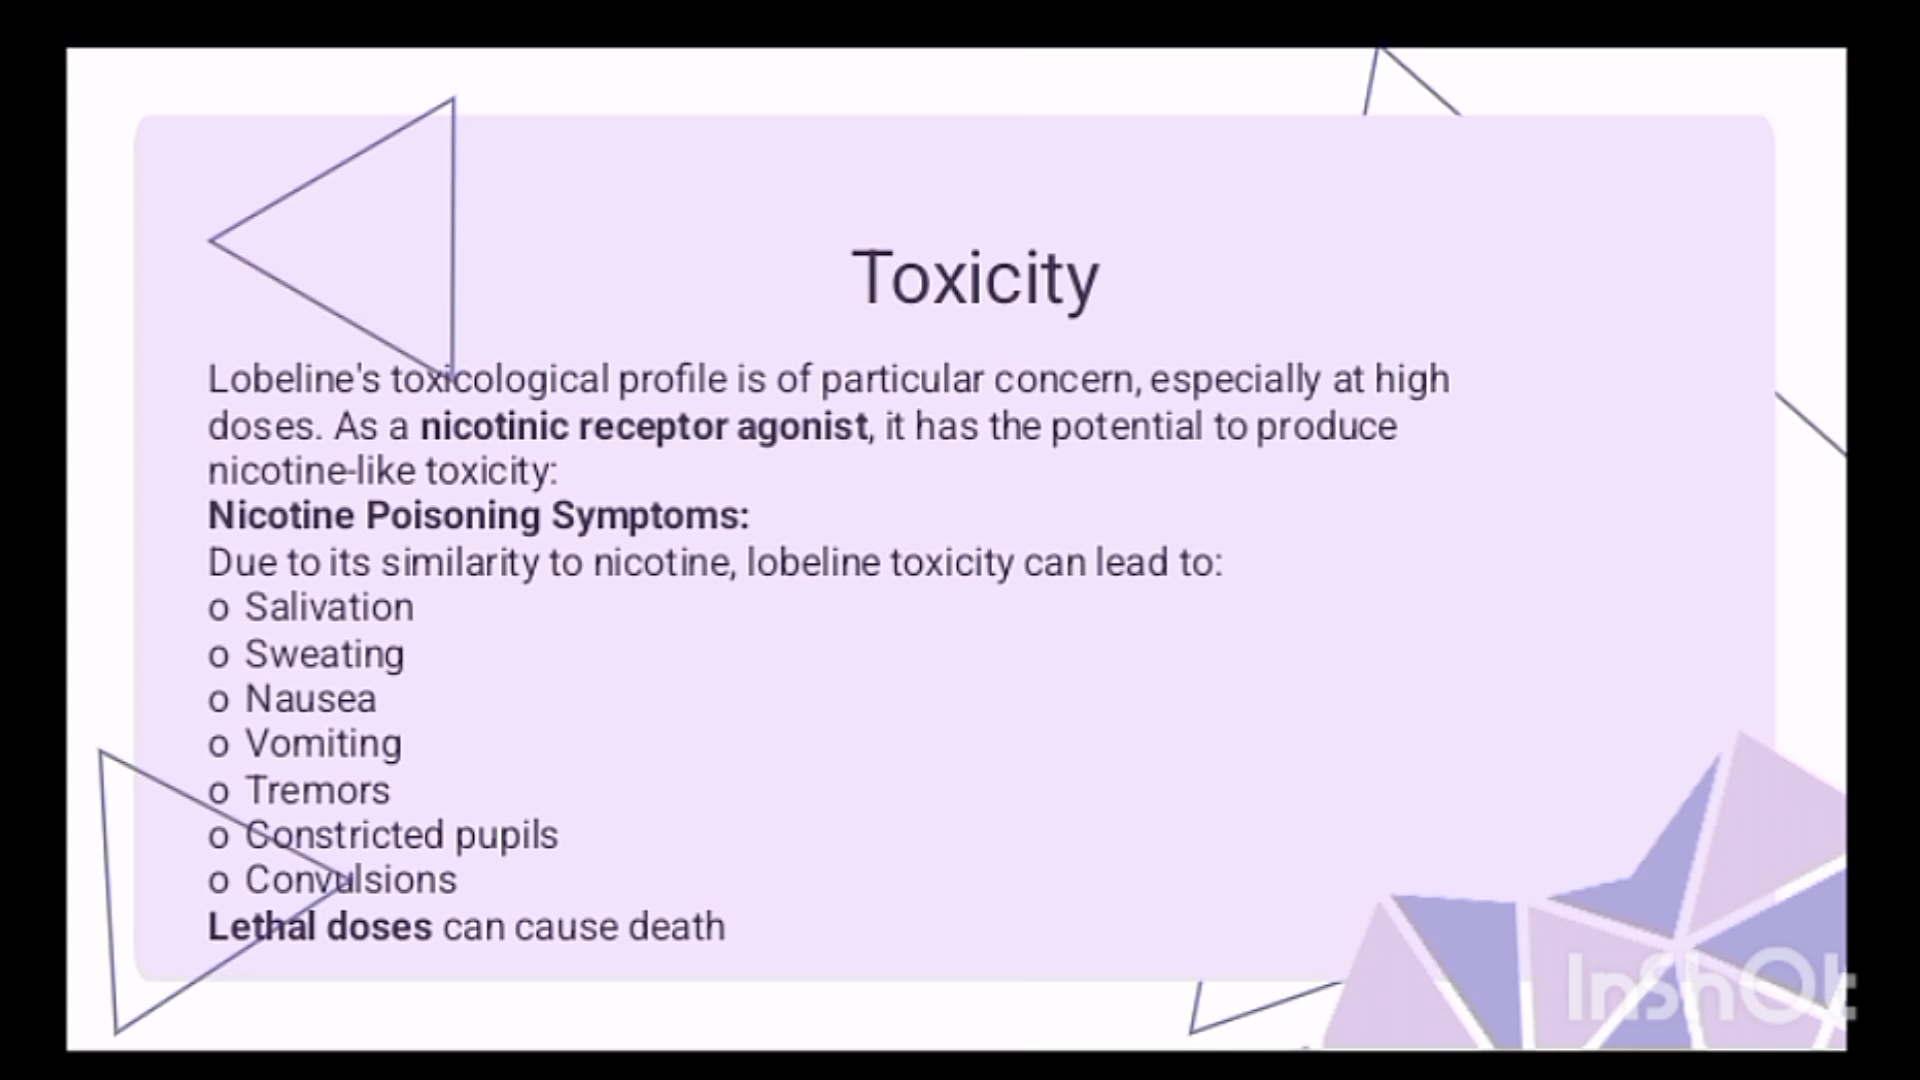 Toxicity
Lobeline's toxicological profile is of particular concern, especially at high
doses. As a nicotinic receptor agonist, it has the potential to produce
nicotine-like toxicity:
Nicotine Poisoning Symptoms:
Due to its similarity to nicotine, lobeline toxicity can lead to:
o Salivation
o Sweating
o Nausea
o Vomiting
o Tremors
o Constricted pupils
o Convulsions
Lethal doses can cause death
InShOt